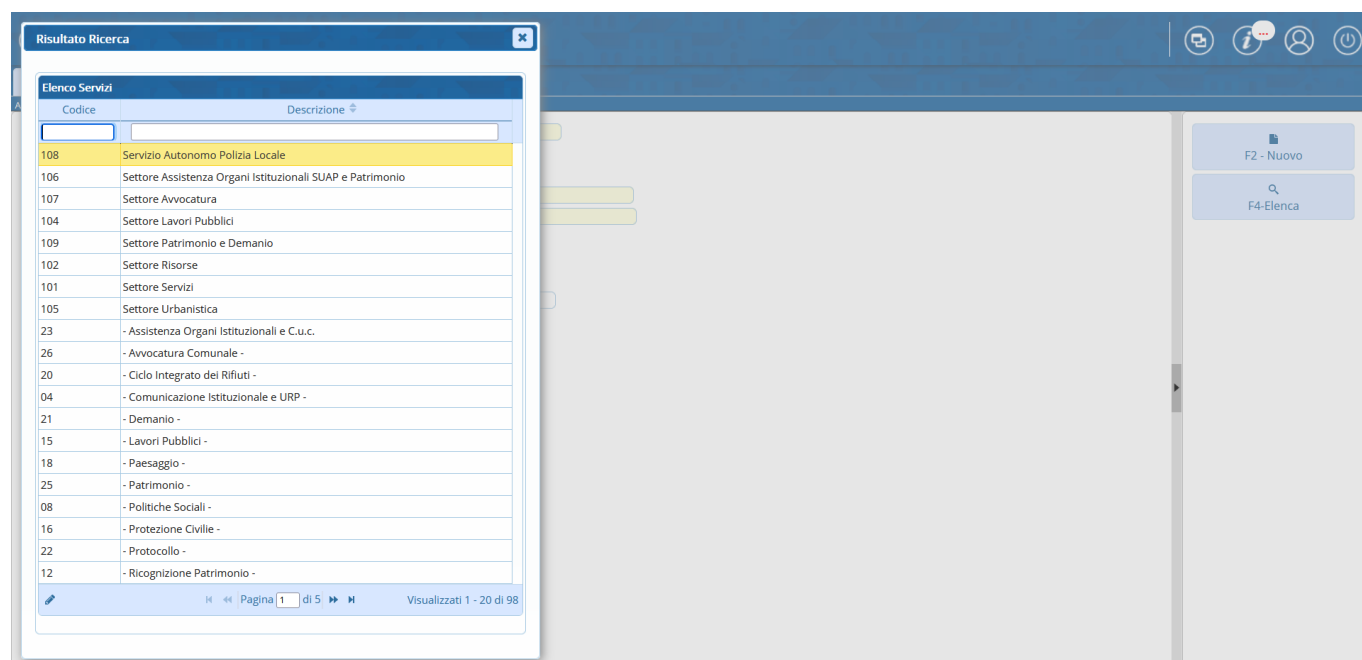 Risultato Ricerca
Elenco Servizi
Codice Descrizione
108 Servizio Autonomo Polizia Locale
106 Settore Assistenza Organi Istituzionali SUAP e Patrimonio
107 Settore Avvocatura
104 Settore Lavori Pubblici
109 Settore Patrimonio e Demanio
102 Settore Risorse
101 Settore Servizi
105 Settore Urbanistica
23 - Assistenza Organi Istituzionali e C.u.c.
26 - Avvocatura Comunale -
20 - Ciclo Integrato dei Rifiuti -
04 - Comunicazione Istituzionale e URP -
21 - Demanio -
15 - Lavori Pubblici -
18 - Paesaggio -
25 - Patrimonio -
08 - Politiche Sociali -
16 - Protezione Civilie -
22 - Protocollo -
12 - Ricognizione Patrimonio -
Pagina 1 di 5 Visualizzati 1 - 20 di 98
...
F2 - Nuovo
F4-Elenca